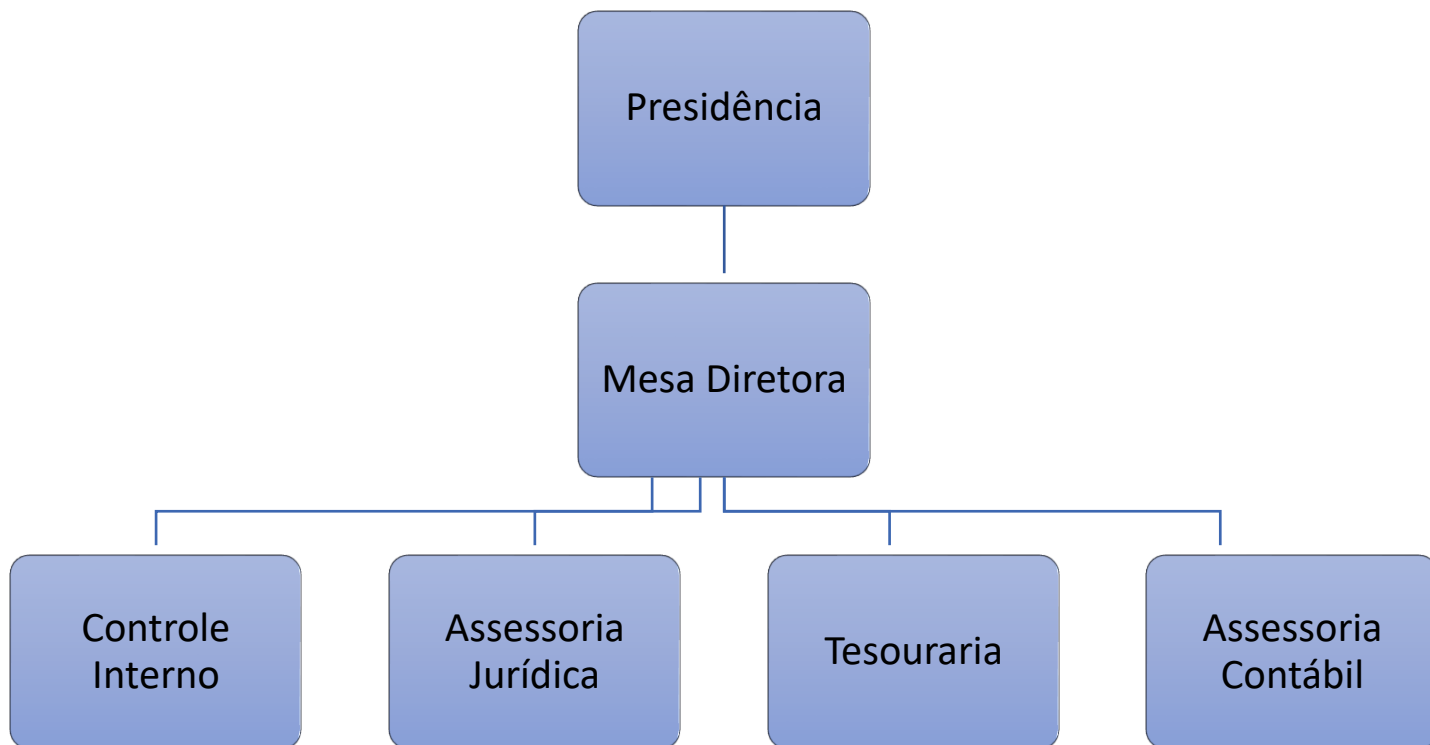 Presidência
Mesa Diretora
Controle
Interno
Assessoria
Jurídica
Tesouraria
Assessoria
Contábil